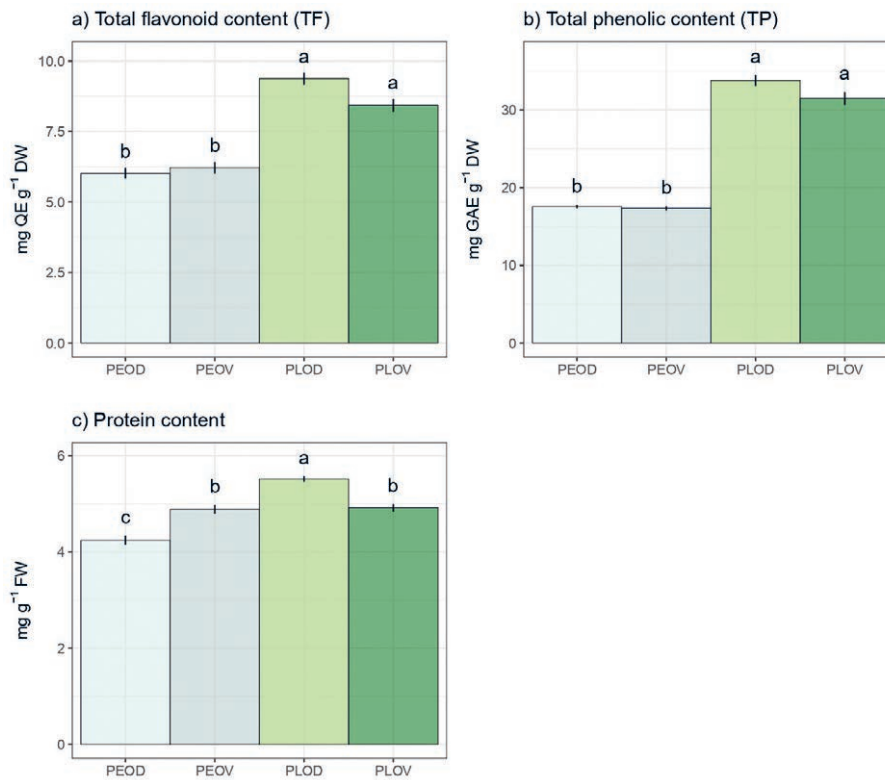 a) Total flavonoid content (TF)
mg QE g⁻¹ DW
10.0
7.5
5.0
2.5
0.0
b
b
a
a
PEOD PEOV PLOD PLOV
b) Total phenolic content (TP)
mg GAE g⁻¹ DW
30
20
10
0
b
b
a
a
PEOD PEOV PLOD PLOV
c) Protein content
mg g⁻¹ FW
6
4
2
0
c
b
a
b
PEOD PEOV PLOD PLOV